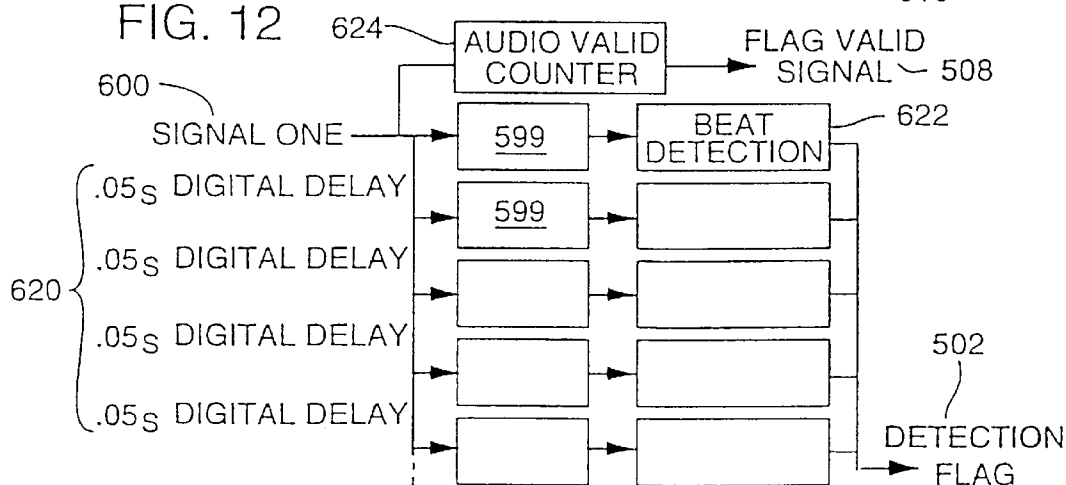 FIG. 12
624
AUDIO VALID
COUNTER
FLAG VALID
SIGNAL
508
600
SIGNAL ONE
599
BEAT
DETECTION
622
.05s DIGITAL DELAY
599
.05s DIGITAL DELAY
620
.05s DIGITAL DELAY
502
.05s DIGITAL DELAY
DETECTION
FLAG